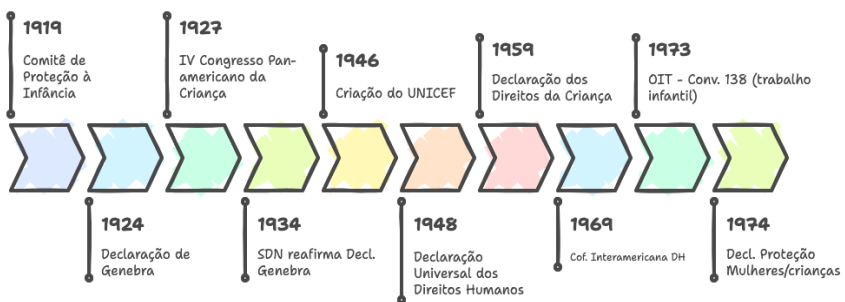 1919
Comitê de
Proteção à
Infância
1924
Declaração de
Genebra
1927
IV Congresso Pan-
americano da
Criança
1934
SDN reafirma Decl.
Genebra
1946
Criação do UNICEF
1948
Declaração
Universal dos
Direitos Humanos
1959
Declaração dos
Direitos da Criança
1969
Cof. Interamericana DH
1973
OIT - Conv. 138 (trabalho
infantil)
1974
Decl. Proteção
Mulheres/crianças